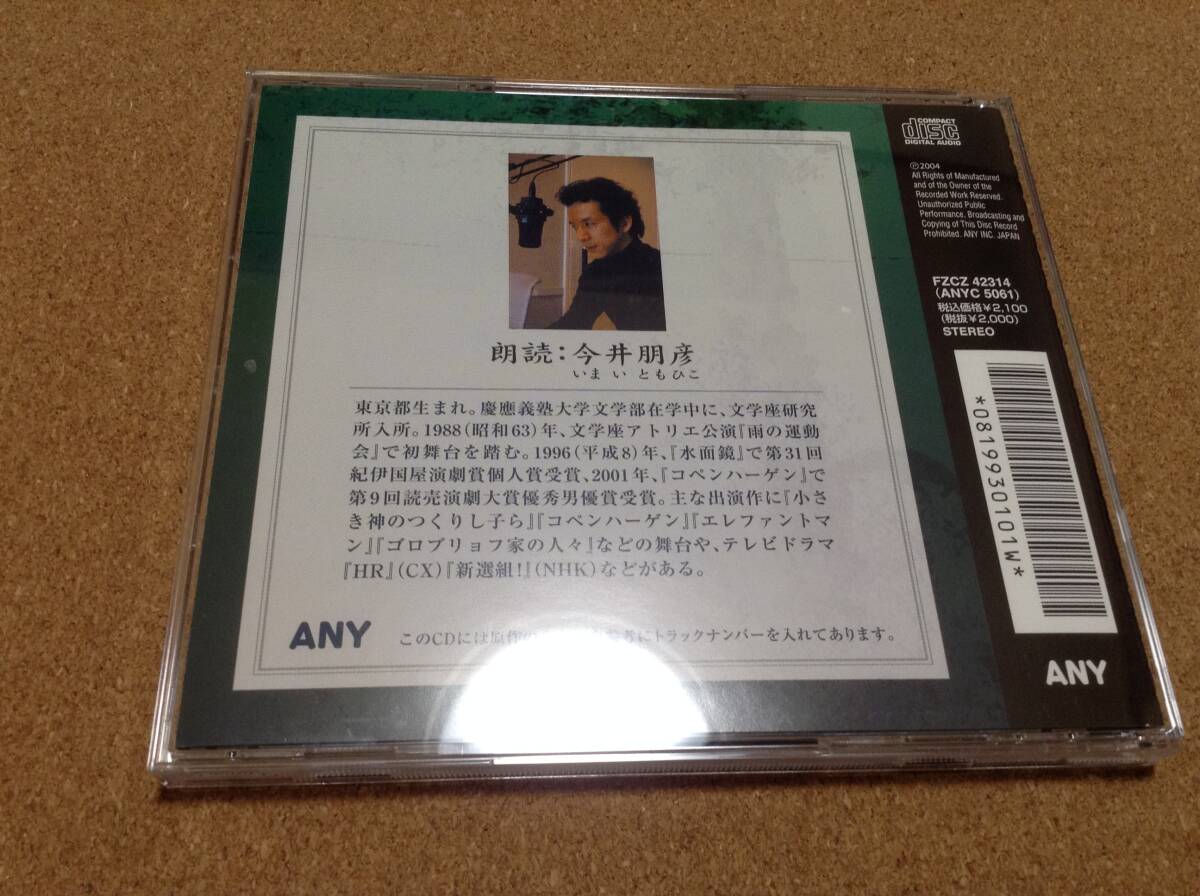 朗読：今井朋彦
いま い ともひこ
東京都生まれ。慶應義塾大学文学部在学中に、文学座研究
所入所。1988（昭和63）年、文学座アトリエ公演『雨の運動
会』で初舞台を踏む。1996（平成8）年、『水面鏡』で第31回
紀伊国屋演劇賞個人賞受賞、2001年、『コペンハーゲン』で
第9回読売演劇大賞優秀男優賞受賞。主な出演作に『小さ
き神のつくりし子ら』『コペンハーゲン』『エレファントマ
ン』『ゴロブリョフ家の人々』などの舞台や、テレビドラマ
『HR』（CX）『新選組！』（NHK）などがある。
ANY
このCDには原作の 参考にトラックナンバーを入れてあります。
COMPACT
disc
DIGITAL AUDIO
Ⓟ2004
All Rights of Manufactured
and of the Owner of the
Recorded Work Reserved.
Unauthorized Public
Performance, Broadcasting and
Copying of This Disc Record
Prohibited. ANY INC. JAPAN
FZCZ 42314
(ANYC 5061)
税込価格¥2,100
(税抜¥2,000)
STEREO
*0819930101W*
ANY